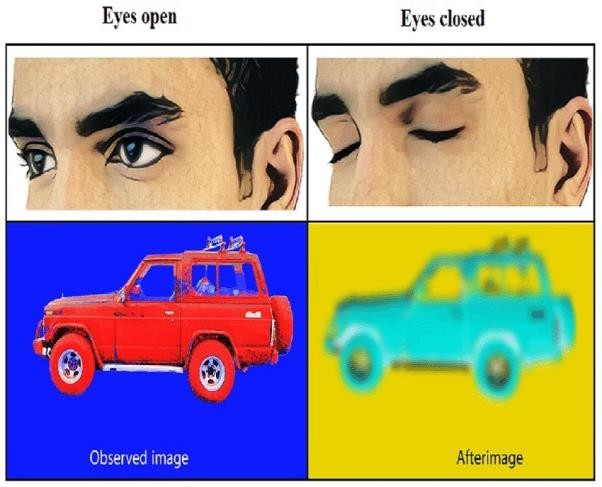 Eyes open
Eyes closed
Observed image
Afterimage